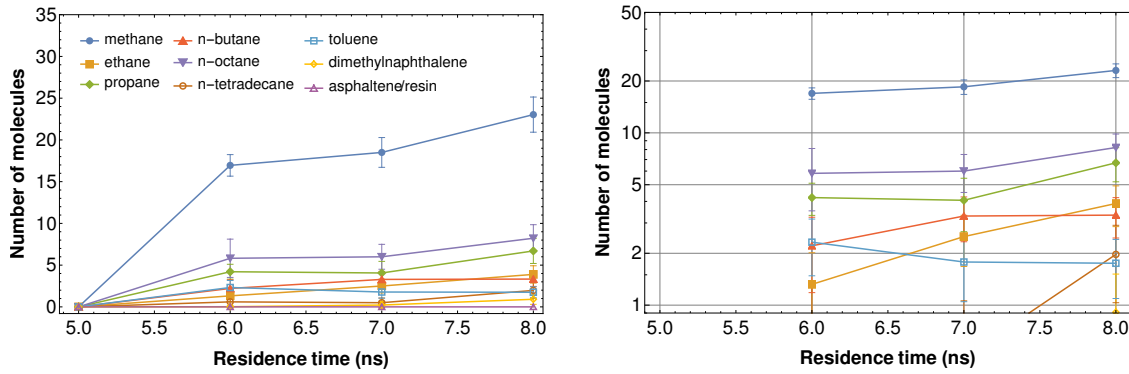 35
30
25
20
15
10
5
0
Number of molecules
methane
ethane
propane
n-butane
n-octane
n-tetradecane
toluene
dimethylnaphthalene
asphaltene/resin
5.0 5.5 6.0 6.5 7.0 7.5 8.0
Residence time (ns)
50
20
10
5
2
1
Number of molecules
5.0 5.5 6.0 6.5 7.0 7.5 8.0
Residence time (ns)